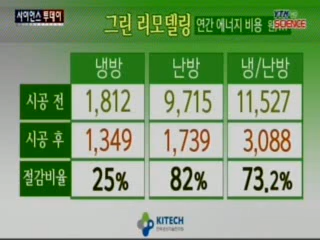 사이언스 투데이
YTN SCIENCE
그린 리모델링 연간 에너지 비용
냉방 난방 냉/난방
시공 전 1,812 9,715 11,527
시공 후 1,349 1,739 3,088
절감비율 25% 82% 73.2%
KITECH